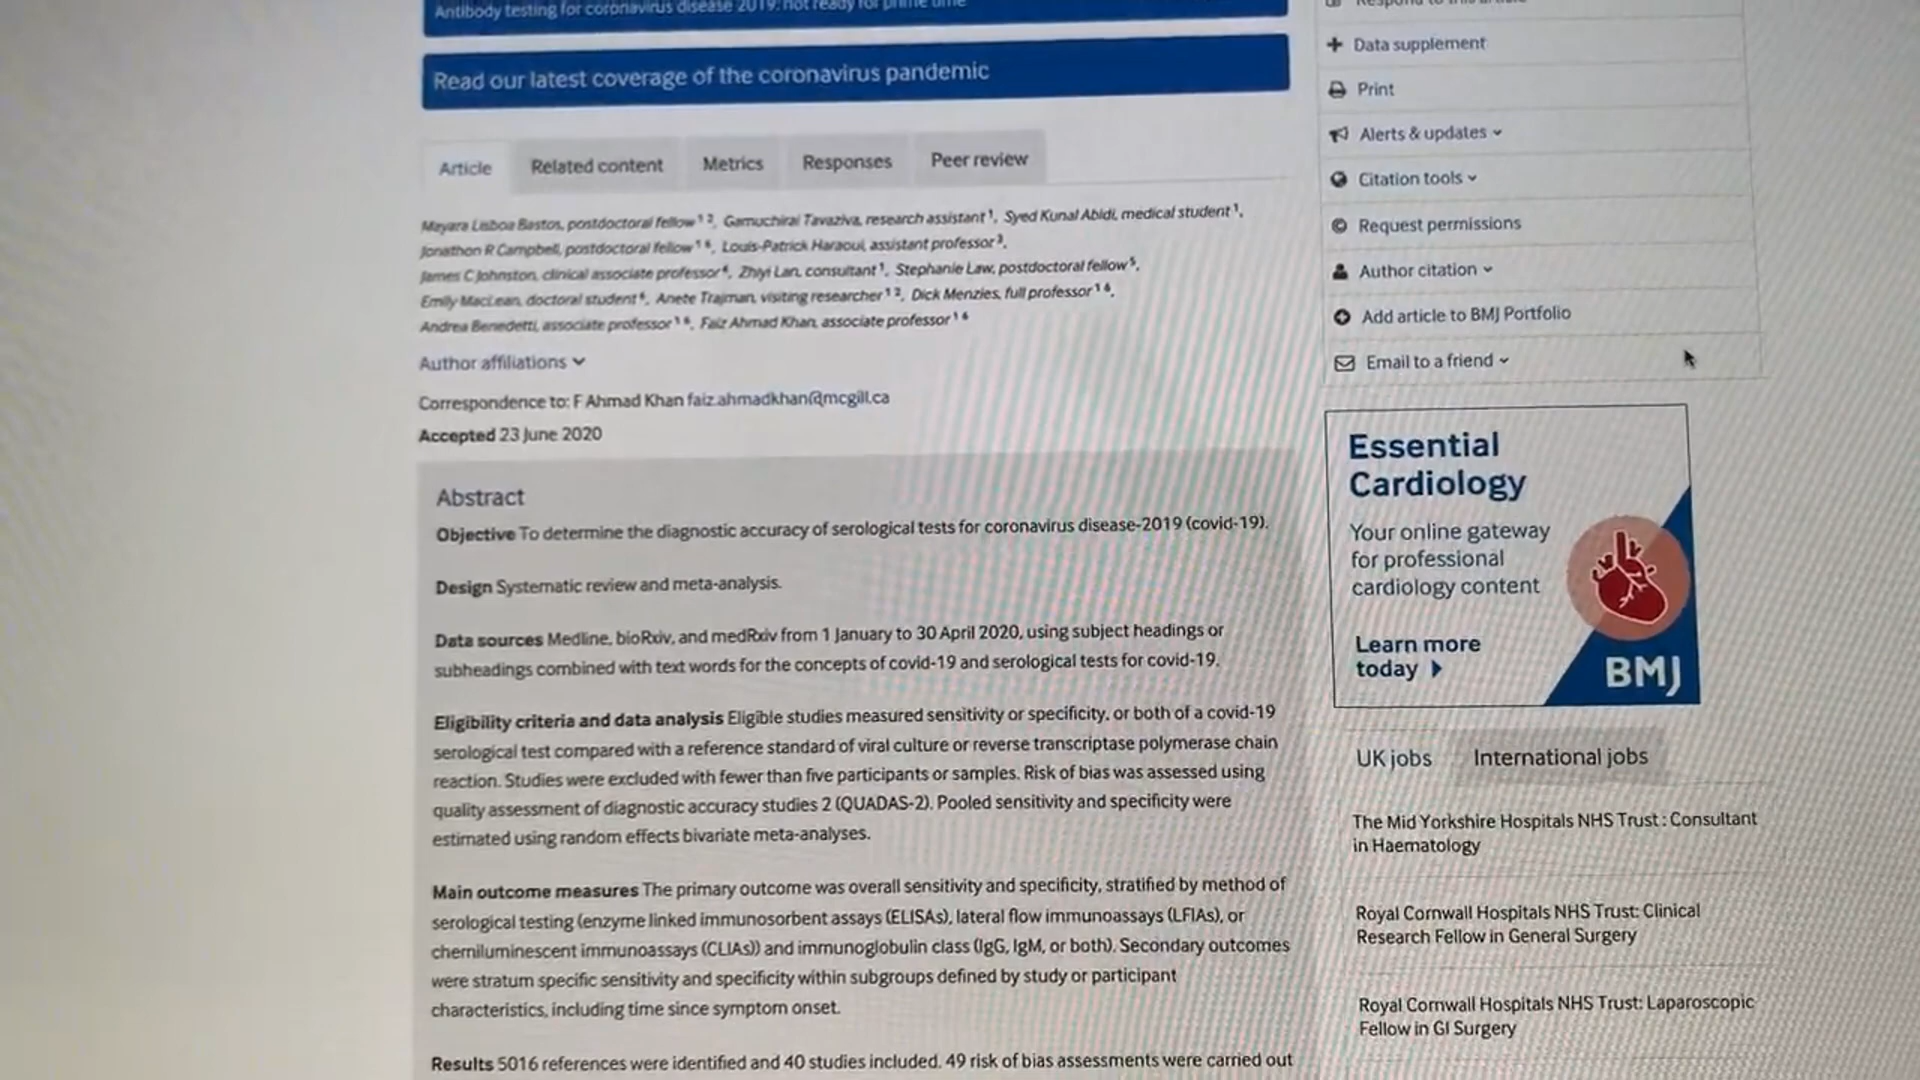 Antibody testing for coronavirus disease 2019: not ready for prime time
Read our latest coverage of the coronavirus pandemic
Article
Related content
Metrics
Responses
Peer review
Mayara Lisboa Bastos, postdoctoral fellow 1 2, Gamuchirai Tavaziva, research assistant 1, Syed Kunal Abidi, medical student 1,
Jonathon R Campbell, postdoctoral fellow 1 6, Louis-Patrick Haraoui, assistant professor 3,
James C Johnston, clinical associate professor 4, Zhiyi Lan, consultant 1, Stephanie Law, postdoctoral fellow 5,
Emily MacLean, doctoral student 6, Anete Trajman, visiting researcher 1 2, Dick Menzies, full professor 1 6,
Andrea Benedetti, associate professor 1 6, Faiz Ahmad Khan, associate professor 1 6
Author affiliations
Correspondence to: F Ahmad Khan faiz.ahmadkhan@mcgill.ca
Accepted 23 June 2020
Abstract
Objective To determine the diagnostic accuracy of serological tests for coronavirus disease-2019 (covid-19).
Design Systematic review and meta-analysis.
Data sources Medline, bioRxiv, and medRxiv from 1 January to 30 April 2020, using subject headings or
subheadings combined with text words for the concepts of covid-19 and serological tests for covid-19.
Eligibility criteria and data analysis Eligible studies measured sensitivity or specificity, or both of a covid-19
serological test compared with a reference standard of viral culture or reverse transcriptase polymerase chain
reaction. Studies were excluded with fewer than five participants or samples. Risk of bias was assessed using
quality assessment of diagnostic accuracy studies 2 (QUADAS-2). Pooled sensitivity and specificity were
estimated using random effects bivariate meta-analyses.
Main outcome measures The primary outcome was overall sensitivity and specificity, stratified by method of
serological testing (enzyme linked immunosorbent assays (ELISAs), lateral flow immunoassays (LFIAs), or
chemiluminescent immunoassays (CLIAs)) and immunoglobulin class (IgG, IgM, or both). Secondary outcomes
were stratum specific sensitivity and specificity within subgroups defined by study or participant
characteristics, including time since symptom onset.
Results 5016 references were identified and 40 studies included. 49 risk of bias assessments were carried out
Respond to this article
Data supplement
Print
Alerts & updates
Citation tools
Request permissions
Author citation
Add article to BMJ Portfolio
Email to a friend
Essential
Cardiology
Your online gateway
for professional
cardiology content
Learn more
today
BMJ
UK jobs
International jobs
The Mid Yorkshire Hospitals NHS Trust : Consultant
in Haematology
Royal Cornwall Hospitals NHS Trust: Clinical
Research Fellow in General Surgery
Royal Cornwall Hospitals NHS Trust: Laparoscopic
Fellow in GI Surgery